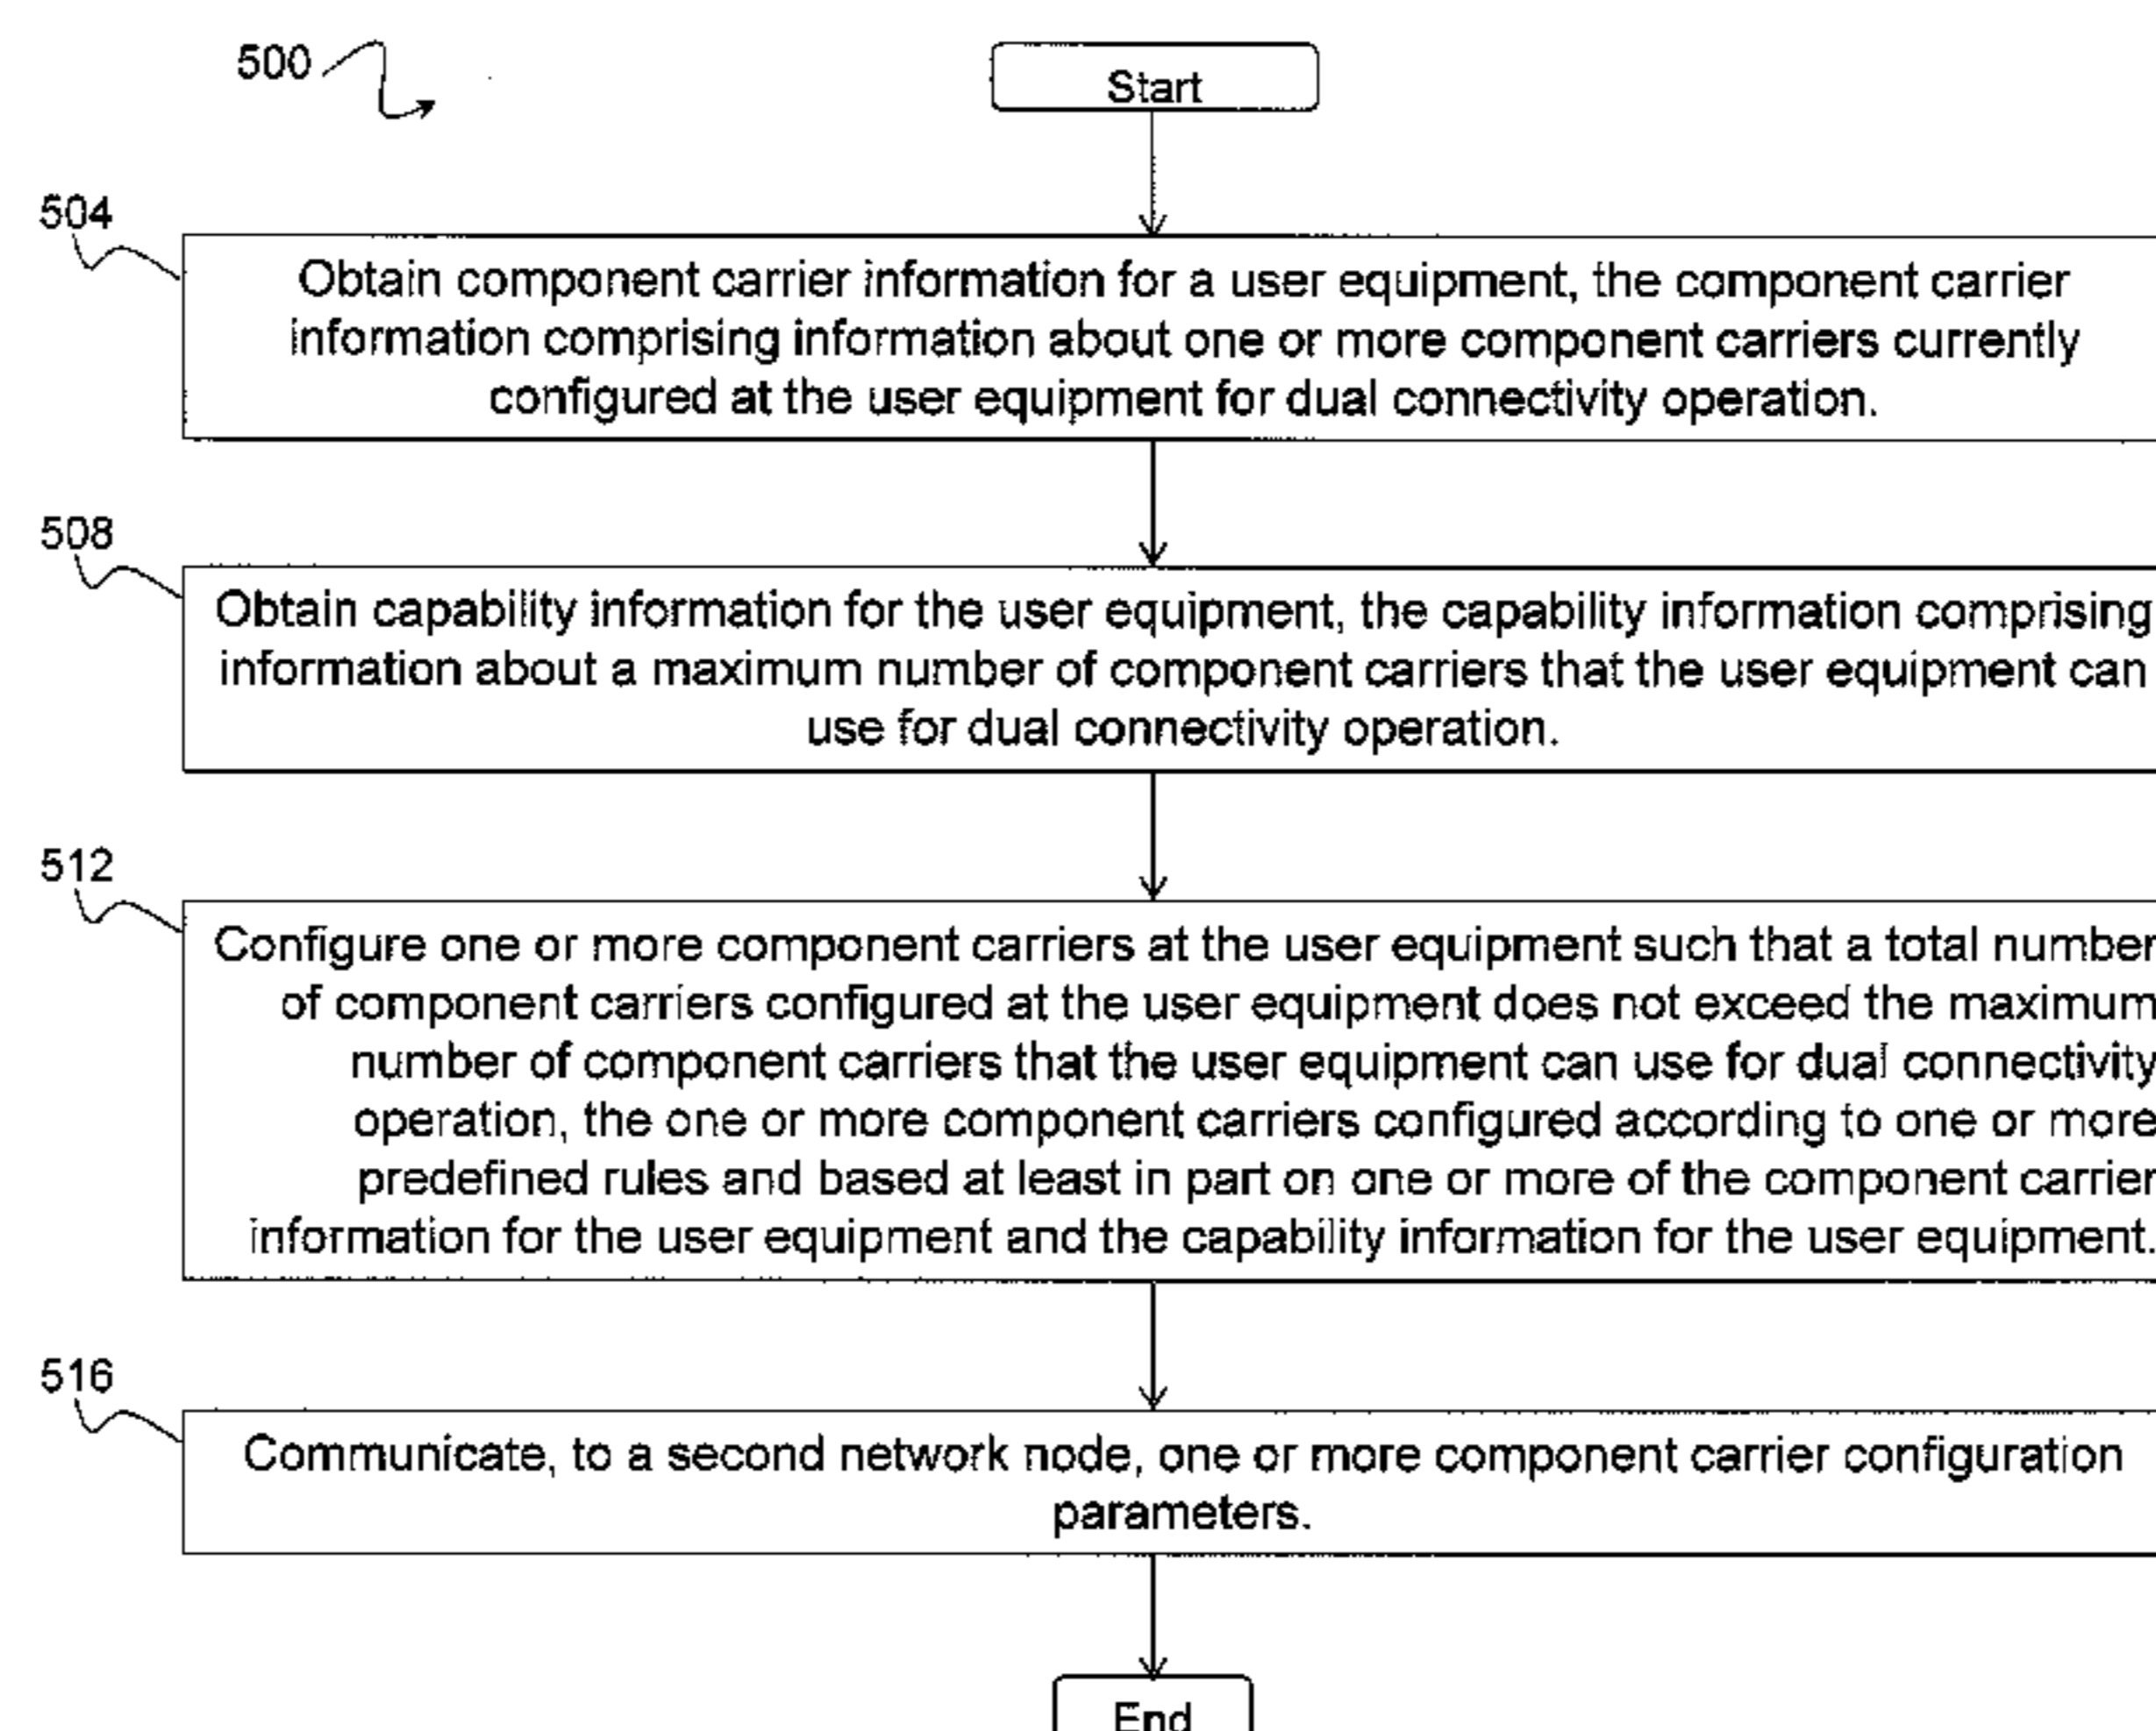 500
Start
504
Obtain component carrier information for a user equipment, the component carrier
information comprising information about one or more component carriers currently
configured at the user equipment for dual connectivity operation.
508
Obtain capability information for the user equipment, the capability information comprising
information about a maximum number of component carriers that the user equipment can
use for dual connectivity operation.
512
Configure one or more component carriers at the user equipment such that a total number
of component carriers configured at the user equipment does not exceed the maximum
number of component carriers that the user equipment can use for dual connectivity
operation, the one or more component carriers configured according to one or more
predefined rules and based at least in part on one or more of the component carrier
information for the user equipment and the capability information for the user equipment.
516
Communicate, to a second network node, one or more component carrier configuration
parameters.
End